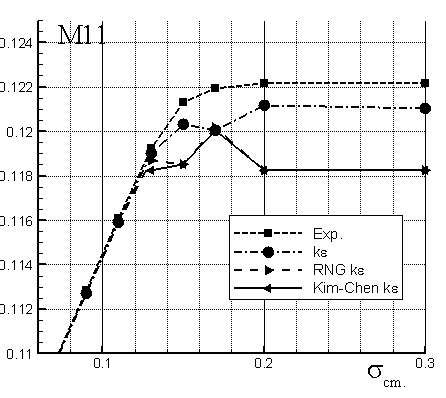 M11
0.124
0.122
0.12
0.118
0.116
0.114
0.112
0.11
Exp.
kε
RNG kε
Kim-Chen kε
0.1
0.2
0.3
σcm.